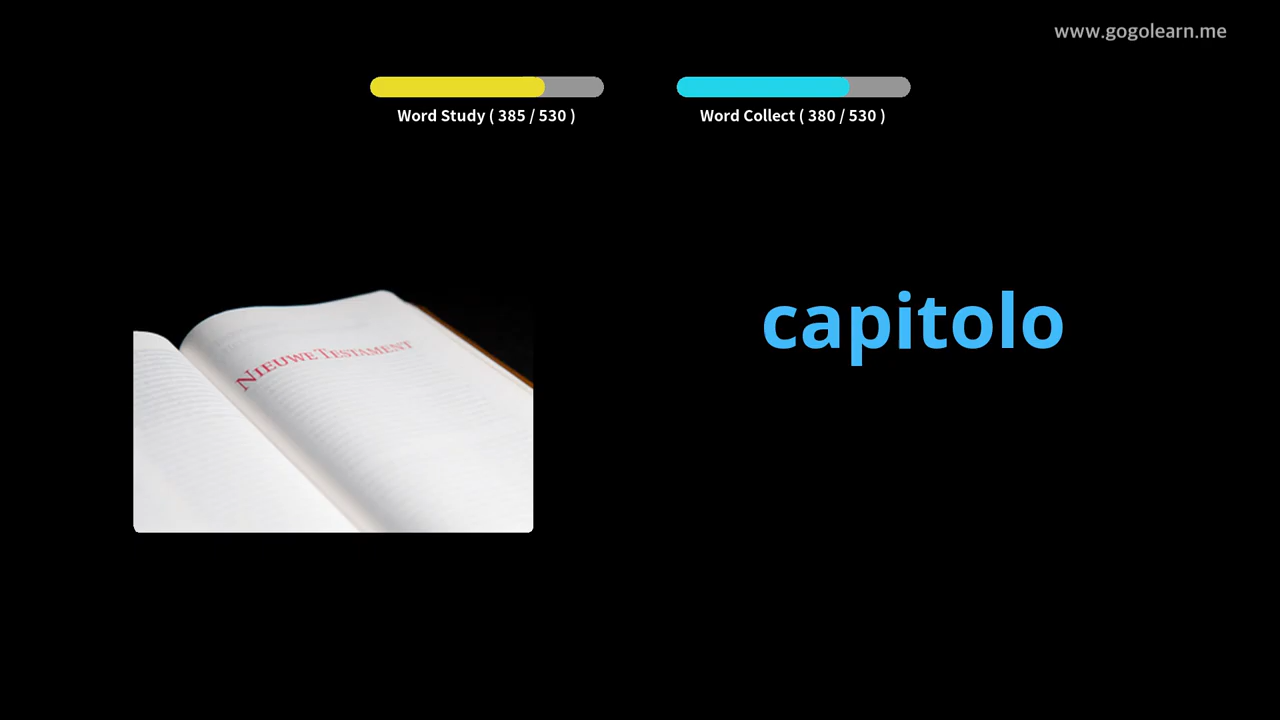 www.gogolearn.me
Word Study ( 385 / 530 )
Word Collect ( 380 / 530 )
NIEUWE TESTAMENT
capitolo